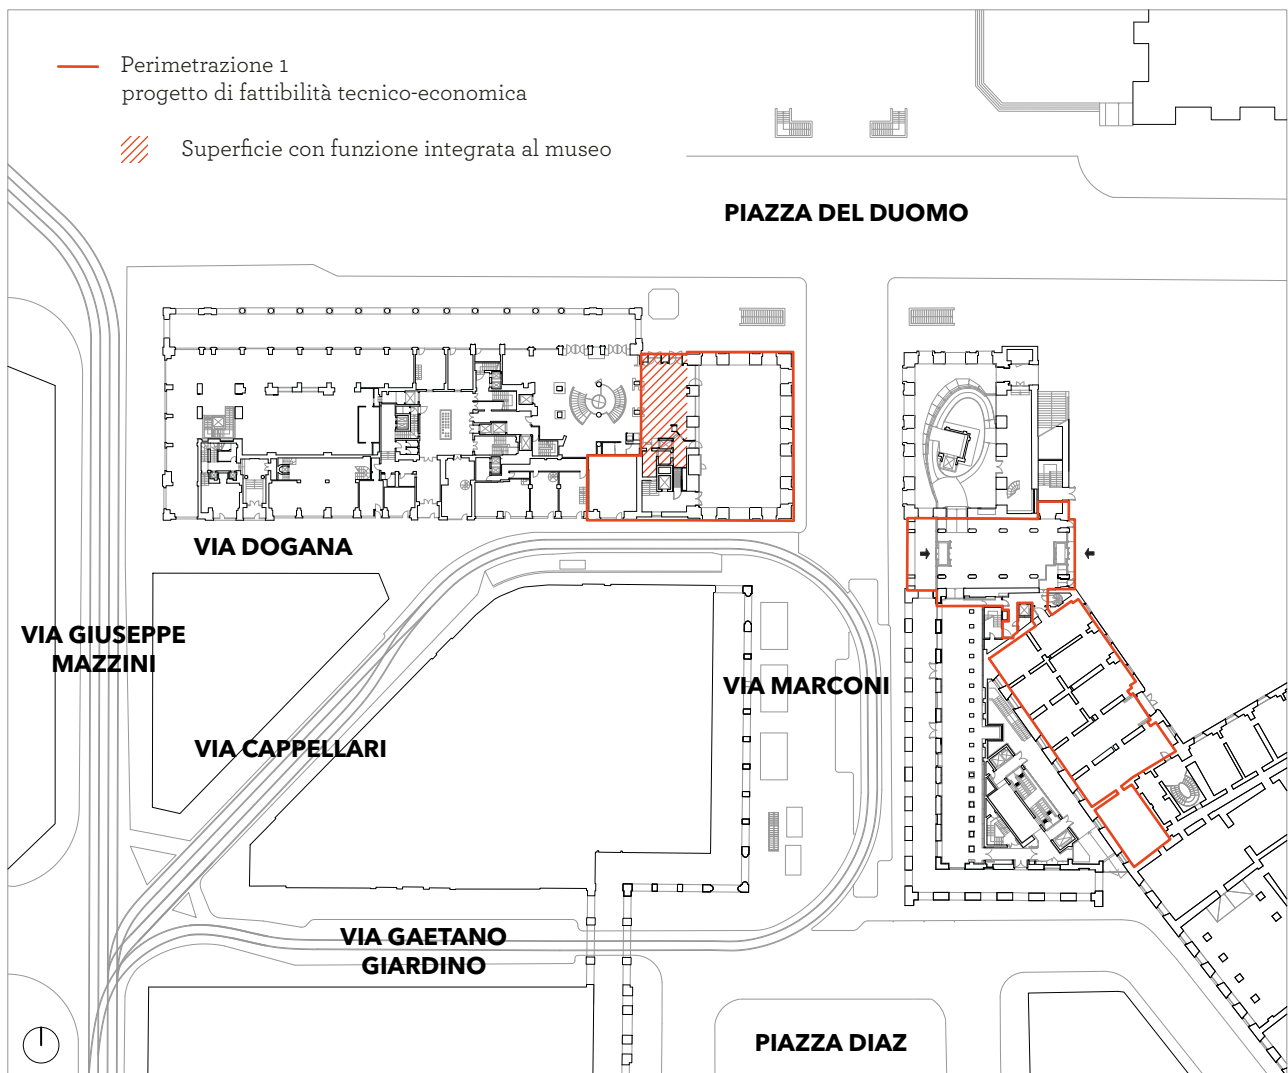 Perimetrazione 1
progetto di fattibilità tecnico-economica
Superficie con funzione integrata al museo
PIAZZA DEL DUOMO
VIA DOGANA
VIA GIUSEPPE
MAZZINI
VIA MARCONI
VIA CAPPELLARI
VIA GAETANO
GIARDINO
PIAZZA DIAZ